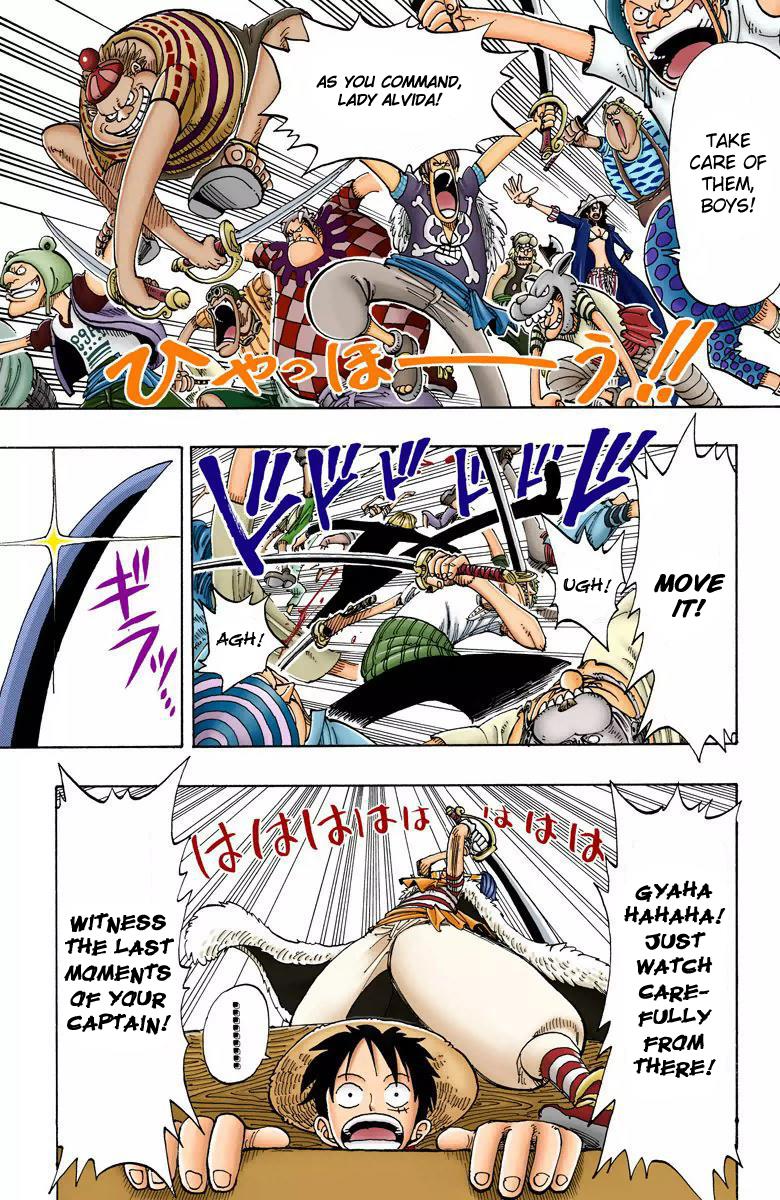 TAKE
CARE OF
THEM,
BOYS!
AS YOU COMMAND,
LADY ALVIDA!
ひゃっほーう!!
MOVE
IT!
UGH!
AGH!
ドドドドドド
ギラッ…
GYAHA
HAHAHA!
JUST
WATCH
CARE-
FULLY
FROM
THERE!
はははははははは
WITNESS
THE LAST
MOMENTS
OF YOUR
CAPTAIN!